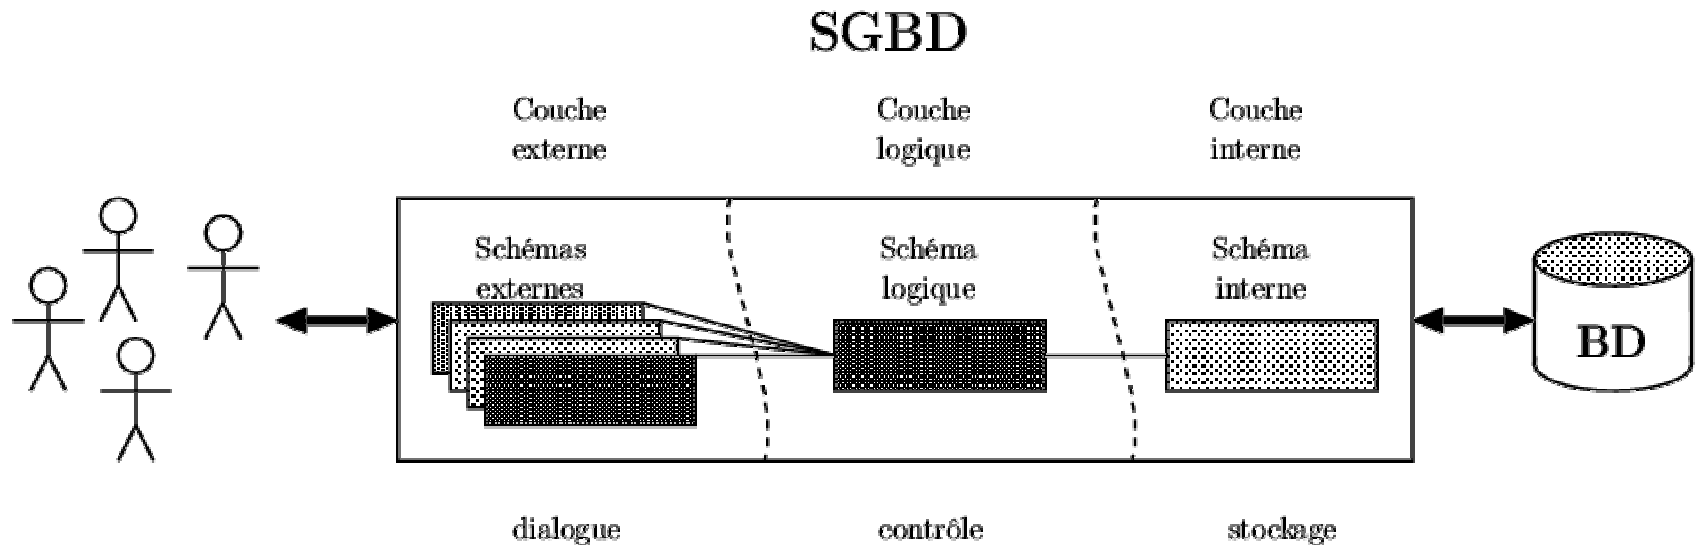 SGBD
Couche
externe
Couche
logique
Couche
interne
Schémas
externes
Schéma
logique
Schéma
interne
BD
dialogue
contrôle
stockage